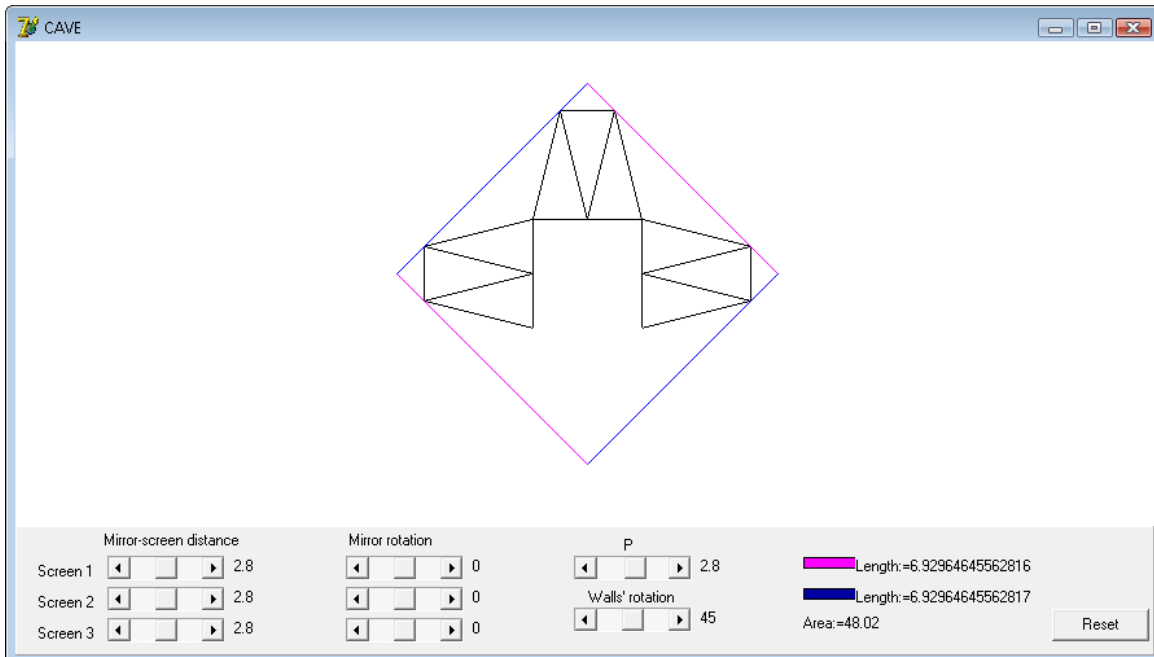 CAVE
Mirror-screen distance
Mirror rotation
P
Screen 1 2.8 0 2.8
Length:=6.92964645562816
Screen 2 2.8 0
Walls' rotation
45
Length:=6.92964645562817
Screen 3 2.8 0
Area:=48.02
Reset